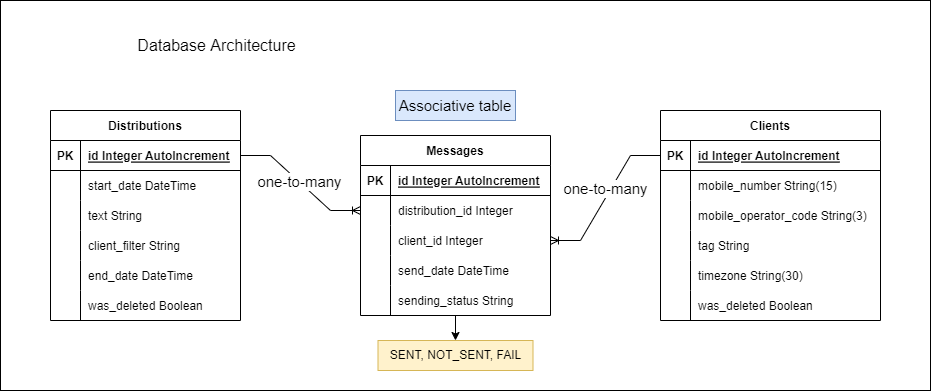 Database Architecture
Associative table
Distributions
PK id Integer AutoIncrement
start_date DateTime
text String
client_filter String
end_date DateTime
was_deleted Boolean
one-to-many
Messages
PK id Integer AutoIncrement
distribution_id Integer
client_id Integer
send_date DateTime
sending_status String
SENT, NOT_SENT, FAIL
one-to-many
Clients
PK id Integer AutoIncrement
mobile_number String(15)
mobile_operator_code String(3)
tag String
timezone String(30)
was_deleted Boolean